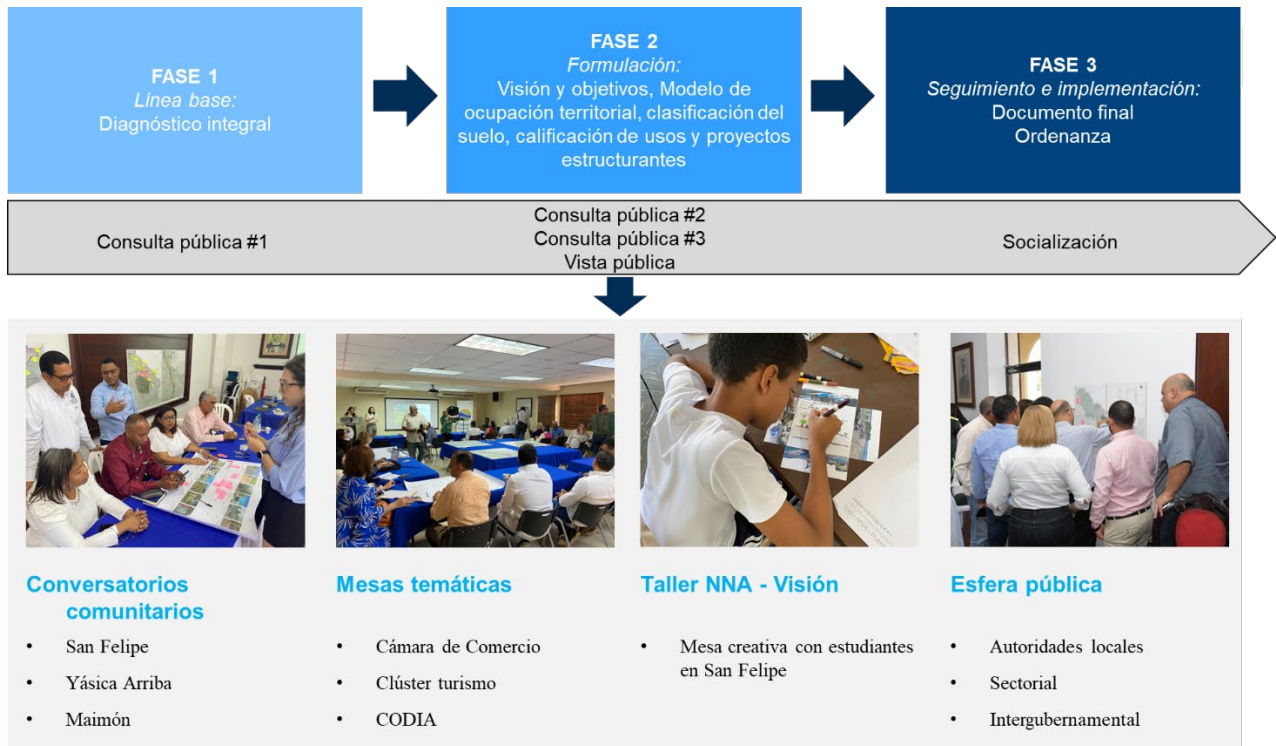 FASE 1
Línea base:
Diagnóstico integral
FASE 2
Formulación:
Visión y objetivos, Modelo de
ocupación territorial, clasificación del
suelo, calificación de usos y proyectos
estructurantes
FASE 3
Seguimiento e implementación:
Documento final
Ordenanza
Consulta pública #1
Consulta pública #2
Consulta pública #3
Vista pública
Socialización
Conversatorios
comunitarios
• San Felipe
• Yásica Arriba
• Maimón
Mesas temáticas
• Cámara de Comercio
• Clúster turismo
• CODIA
Taller NNA - Visión
• Mesa creativa con estudiantes
en San Felipe
Esfera pública
• Autoridades locales
• Sectorial
• Intergubernamental